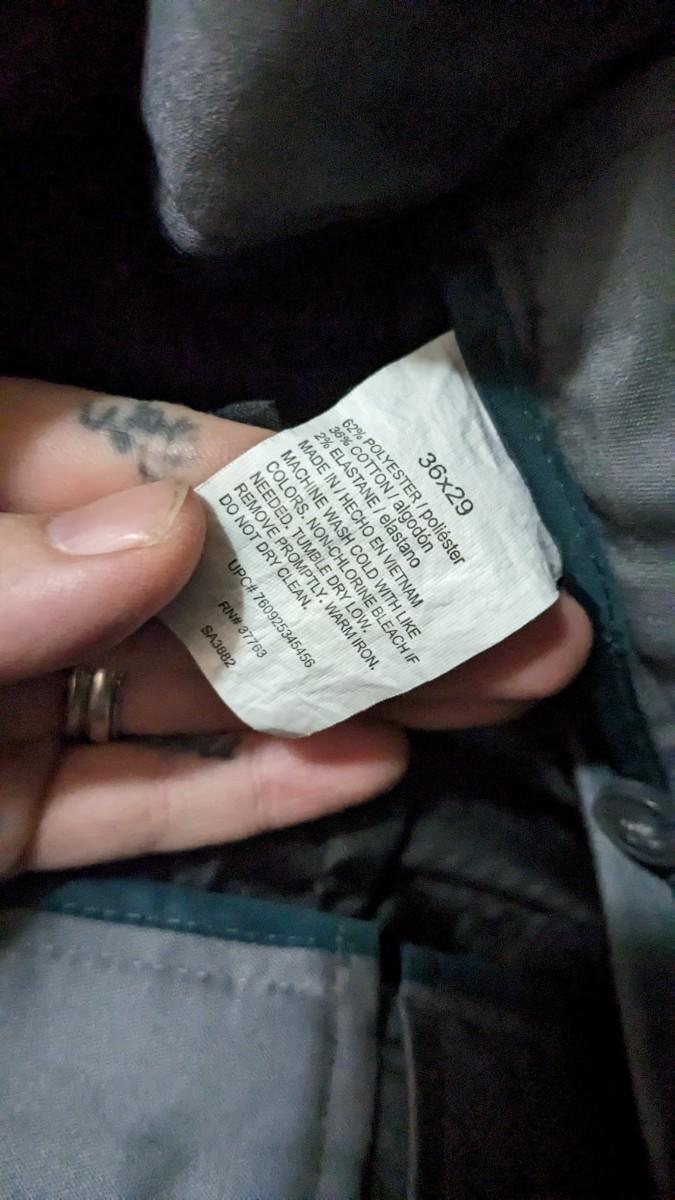 36x29
62% POLYESTER / poliéster
36% COTTON / algodón
2% ELASTANE / elastano
MADE IN / HECHO EN VIETNAM
MACHINE WASH COLD WITH LIKE
COLORS. NON-CHLORINE BLEACH IF
NEEDED. TUMBLE DRY LOW.
REMOVE PROMPTLY. WARM IRON.
DO NOT DRY CLEAN.
UPC# 760925345456
RN# 37763
SA3882